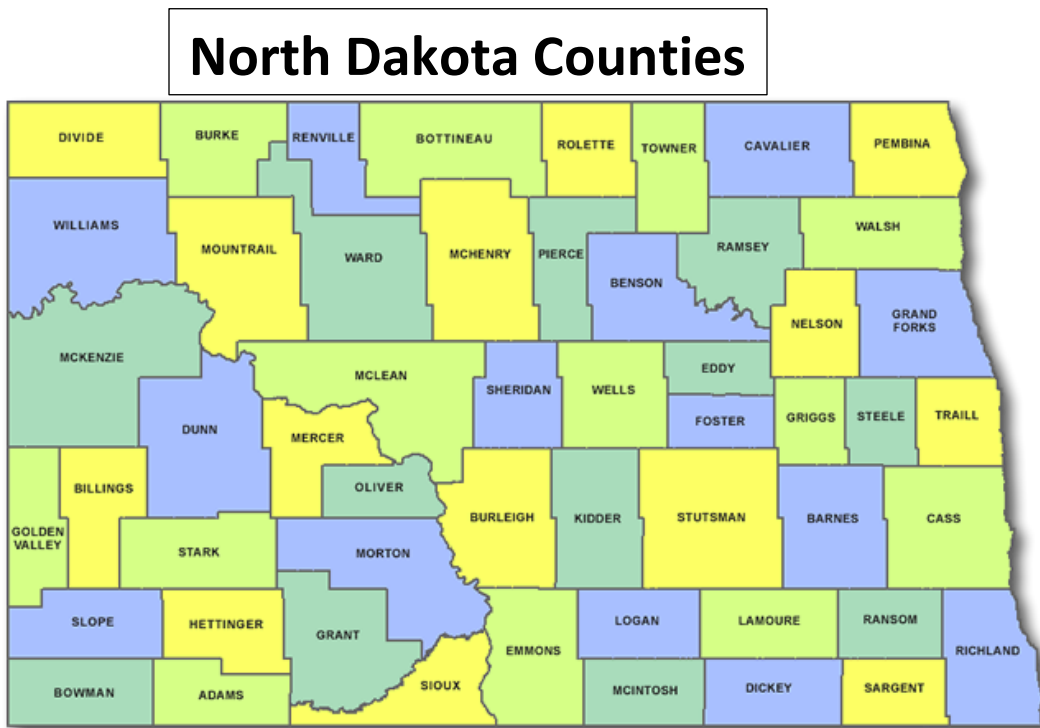 North Dakota Counties
DIVIDE
BURKE
RENVILLE
BOTTINEAU
ROLETTE
TOWNER
CAVALIER
PEMBINA
WILLIAMS
MOUNTRAIL
WARD
MCHENRY
PIERCE
BENSON
RAMSEY
WALSH
MCKENZIE
NELSON
GRAND
FORKS
DUNN
MCLEAN
SHERIDAN
WELLS
EDDY
FOSTER
GRIGGS
STEELE
TRAILL
MERCER
OLIVER
GOLDEN
VALLEY
BILLINGS
STARK
MORTON
BURLEIGH
KIDDER
STUTSMAN
BARNES
CASS
SLOPE
HETTINGER
GRANT
EMMONS
LOGAN
LAMOURE
RANSOM
RICHLAND
BOWMAN
ADAMS
SIOUX
MCINTOSH
DICKEY
SARGENT